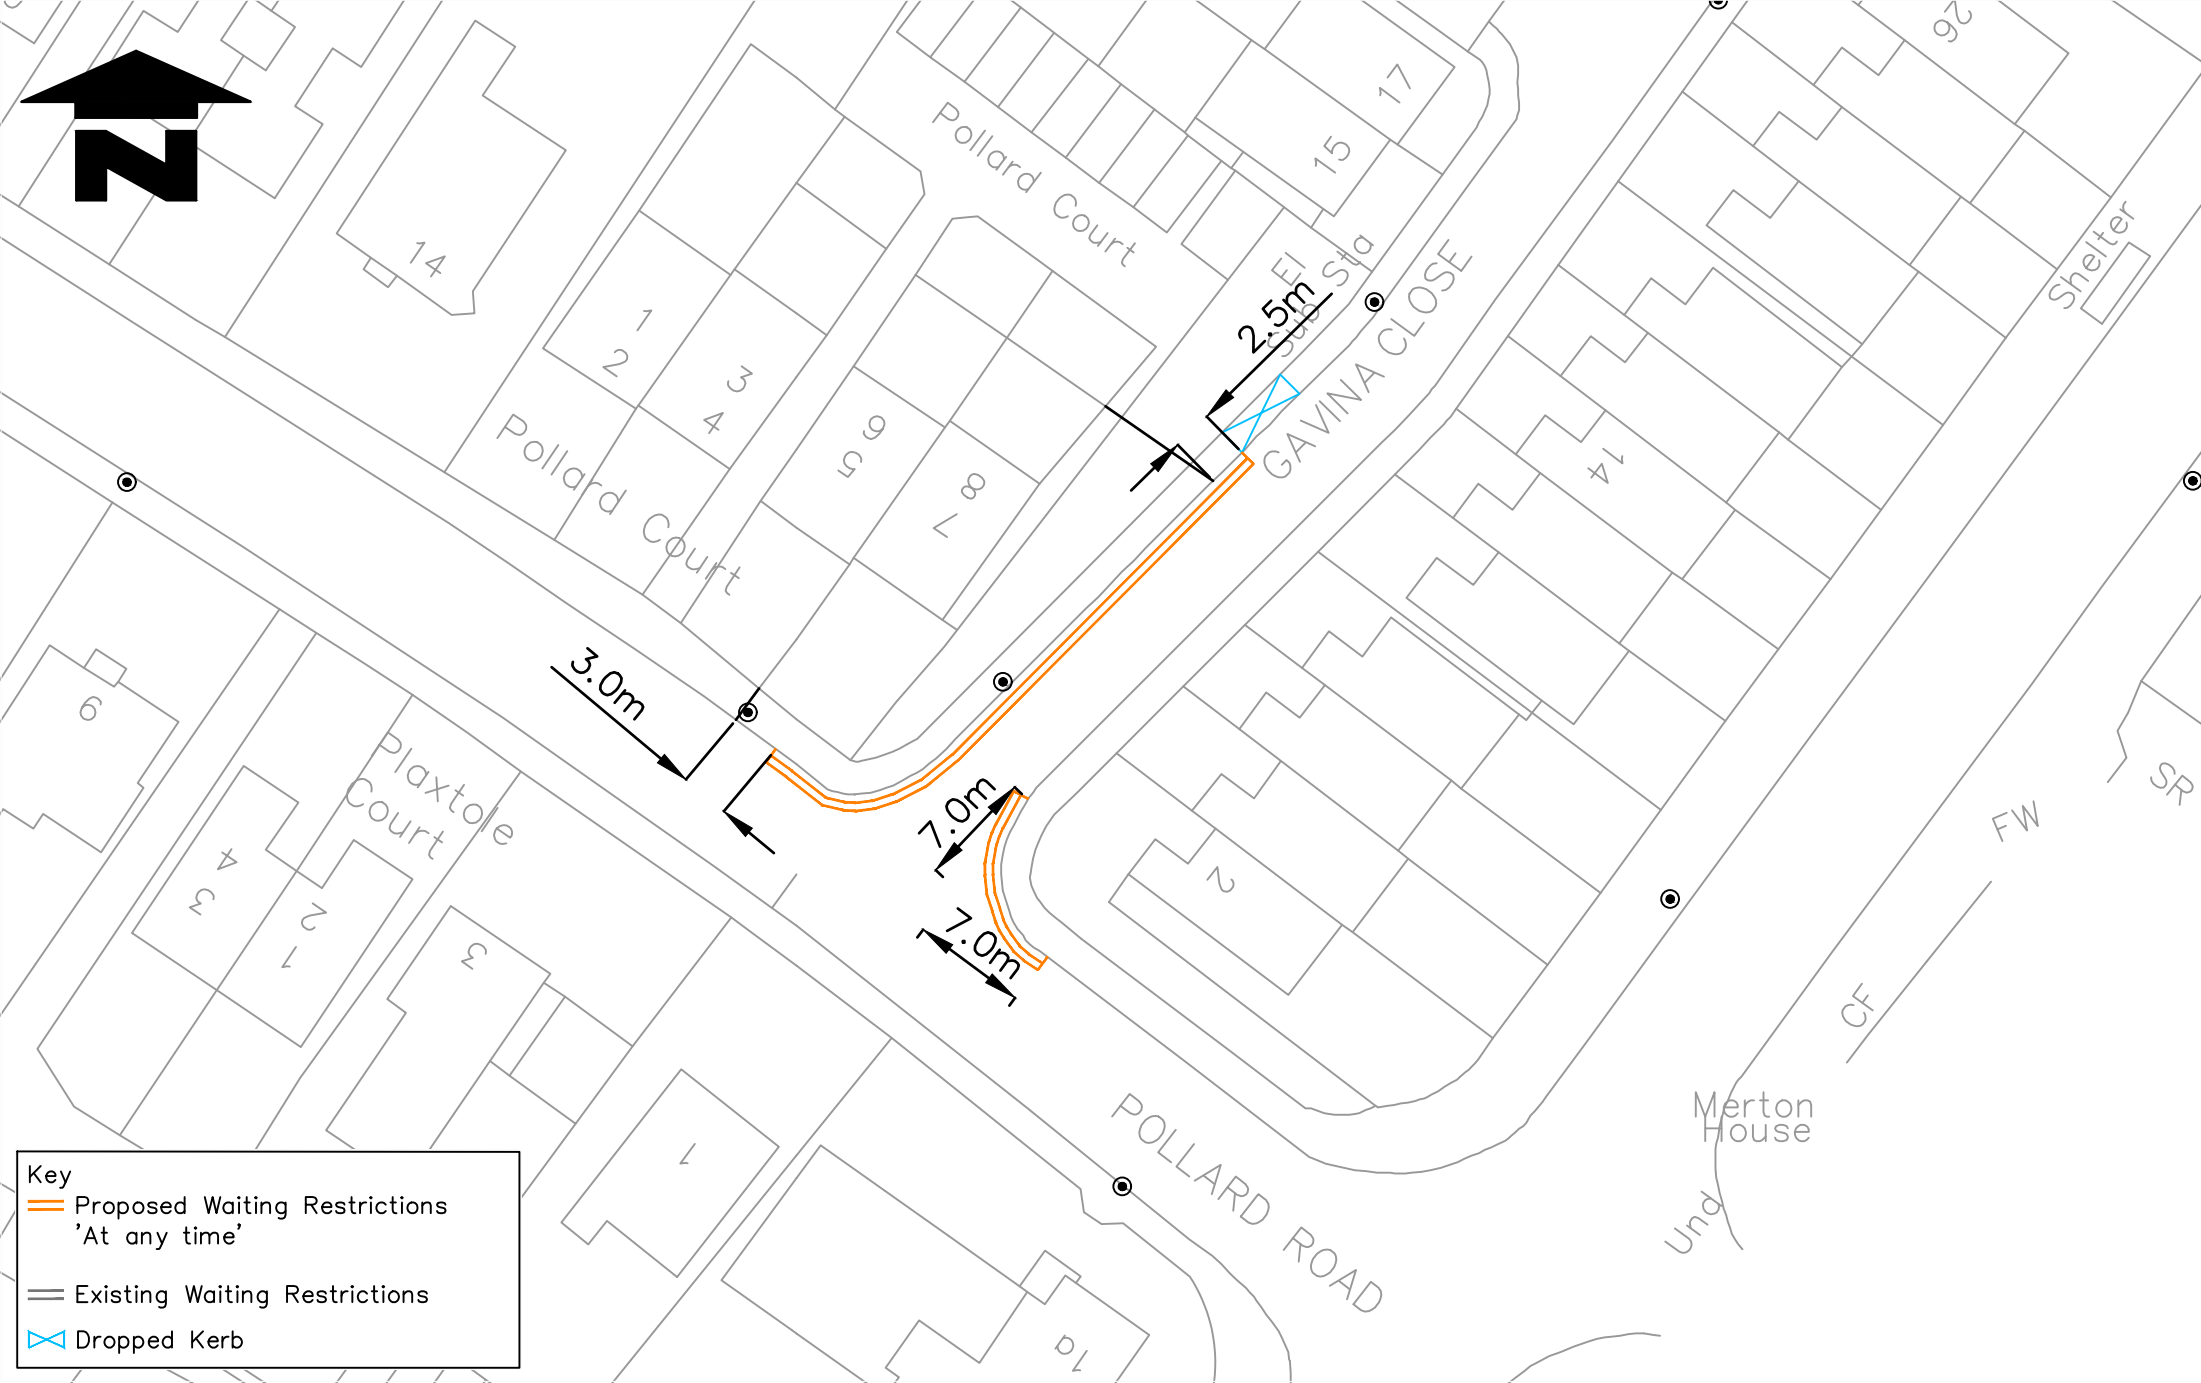 26
17
15
Pollard Court
El
Sub Sta
GAVINA CLOSE
Shelter
N
14
1
2
3
4
6
5
8
7
2.5m
Pollard Court
14
3.0m
9
Plaxtole
Court
4
3
2
1
3
7.0m
7.0m
2
SR
FW
CF
Merton
House
Und
POLLARD ROAD
1
1a
Key
Proposed Waiting Restrictions
'At any time'
Existing Waiting Restrictions
Dropped Kerb